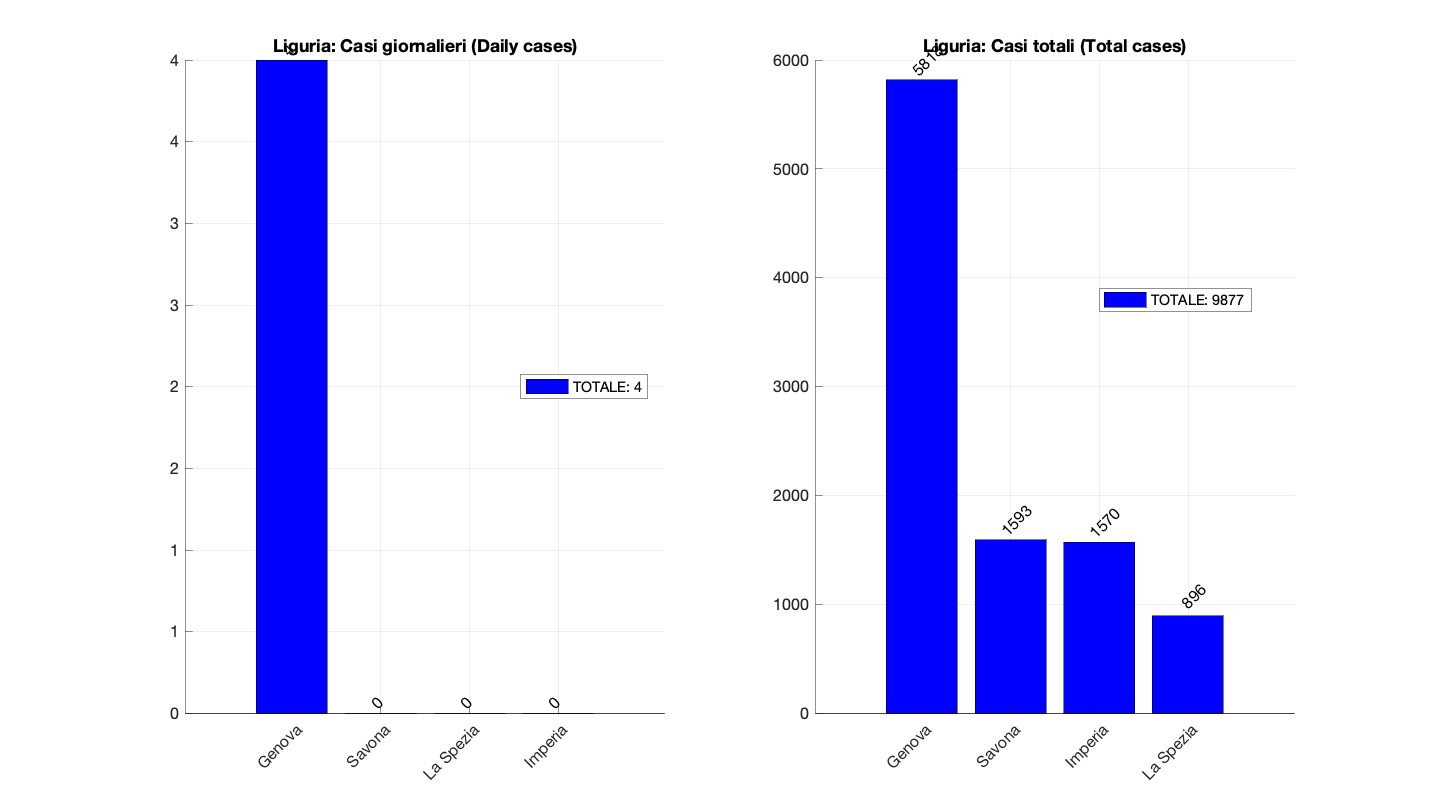 Liguria: Casi giornalieri (Daily cases)
4
4
3
3
2
2
1
1
0
4
0
0
0
TOTALE: 4
Genova
Savona
La Spezia
Imperia
Liguria: Casi totali (Total cases)
6000
5000
4000
3000
2000
1000
0
5818
1593
1570
896
TOTALE: 9877
Genova
Savona
Imperia
La Spezia